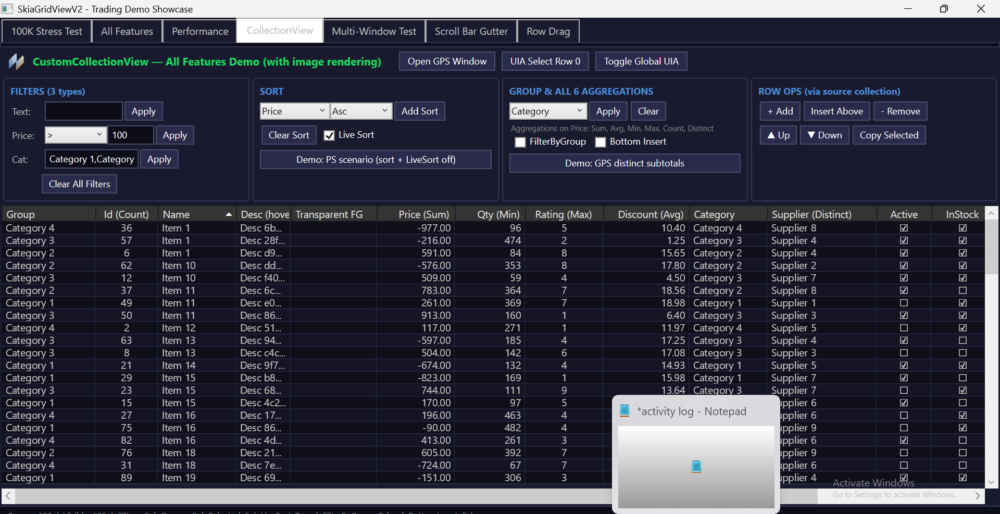 SkiaGridViewV2 - Trading Demo Showcase
100K Stress Test All Features Performance CollectionView Multi-Window Test Scroll Bar Gutter Row Drag
CustomCollectionView — All Features Demo (with image rendering) Open GPS Window UIA Select Row 0 Toggle Global UIA
FILTERS (3 types)
Text: Apply
Price: > 100 Apply
Cat: Category 1,Category Apply
Clear All Filters
SORT
Price Asc Add Sort
Clear Sort Live Sort
Demo: PS scenario (sort + LiveSort off)
GROUP & ALL 6 AGGREGATIONS
Category Apply Clear
Aggregations on Price: Sum, Avg, Min, Max, Count, Distinct
FilterByGroup Bottom Insert
Demo: GPS distinct subtotals
ROW OPS (via source collection)
+ Add Insert Above - Remove
▲ Up ▼ Down Copy Selected
Group Id (Count) Name Desc (hove Transparent FG Price (Sum) Qty (Min) Rating (Max) Discount (Avg) Category Supplier (Distinct) Active InStock
Category 4 36 Item 1 Desc 6b... -977.00 96 5 10.40 Category 4 Supplier 8
Category 3 57 Item 1 Desc 28f... -216.00 474 2 1.25 Category 3 Supplier 4
Category 2 6 Item 1 Desc d9... 591.00 84 8 15.65 Category 2 Supplier 4
Category 2 62 Item 10 Desc dd... -576.00 353 8 17.80 Category 2 Supplier 2
Category 3 12 Item 10 Desc f40... 509.00 59 4 4.50 Category 3 Supplier 7
Category 2 37 Item 11 Desc 6c... 783.00 364 7 18.56 Category 2 Supplier 8
Category 1 49 Item 11 Desc e0... 261.00 369 7 18.98 Category 1 Supplier 1
Category 3 50 Item 11 Desc 86... 913.00 160 1 6.40 Category 3 Supplier 3
Category 4 2 Item 12 Desc 51... 117.00 271 1 11.97 Category 4 Supplier 5
Category 3 63 Item 13 Desc 94... -597.00 185 4 17.25 Category 3 Supplier 4
Category 3 8 Item 13 Desc c4c... 504.00 142 6 17.08 Category 3 Supplier 3
Category 1 21 Item 14 Desc 9f7... -674.00 132 4 14.93 Category 1 Supplier 5
Category 1 29 Item 15 Desc b8... -823.00 169 1 15.98 Category 1 Supplier 7
Category 3 23 Item 15 Desc 68... 744.00 111 9 13.64 Category 3 Supplier 7
Category 1 15 Item 15 Desc 4c2... 170.00 97 5 upplier 6
Category 4 27 Item 16 Desc 17... 196.00 463 4 upplier 6
Category 1 75 Item 16 Desc 86... -90.00 482 4 upplier 9
Category 4 82 Item 16 Desc 4d... 413.00 261 3 upplier 6
Category 2 76 Item 18 Desc 21... 605.00 392 7 upplier 9
Category 4 31 Item 18 Desc 7e... -724.00 67 7 upplier 6
Category 1 89 Item 19 Desc 69... -151.00 306 3 upplier 4
*activity log - Notepad
Activate Windows
Go to Settings to activate Windows.